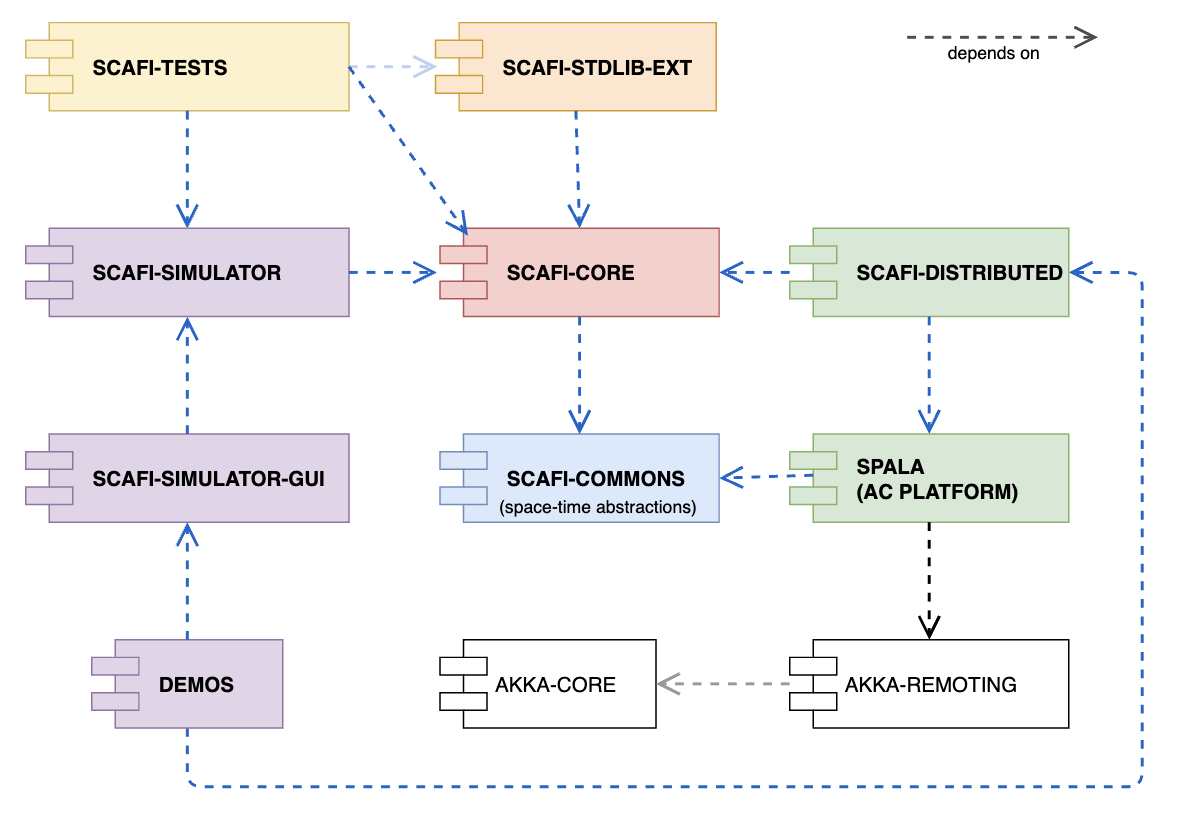 SCAFI-TESTS
SCAFI-STDLIB-EXT
depends on
SCAFI-SIMULATOR
SCAFI-CORE
SCAFI-DISTRIBUTED
SCAFI-SIMULATOR-GUI
SCAFI-COMMONS
(space-time abstractions)
SPALA
(AC PLATFORM)
DEMOS
AKKA-CORE
AKKA-REMOTING